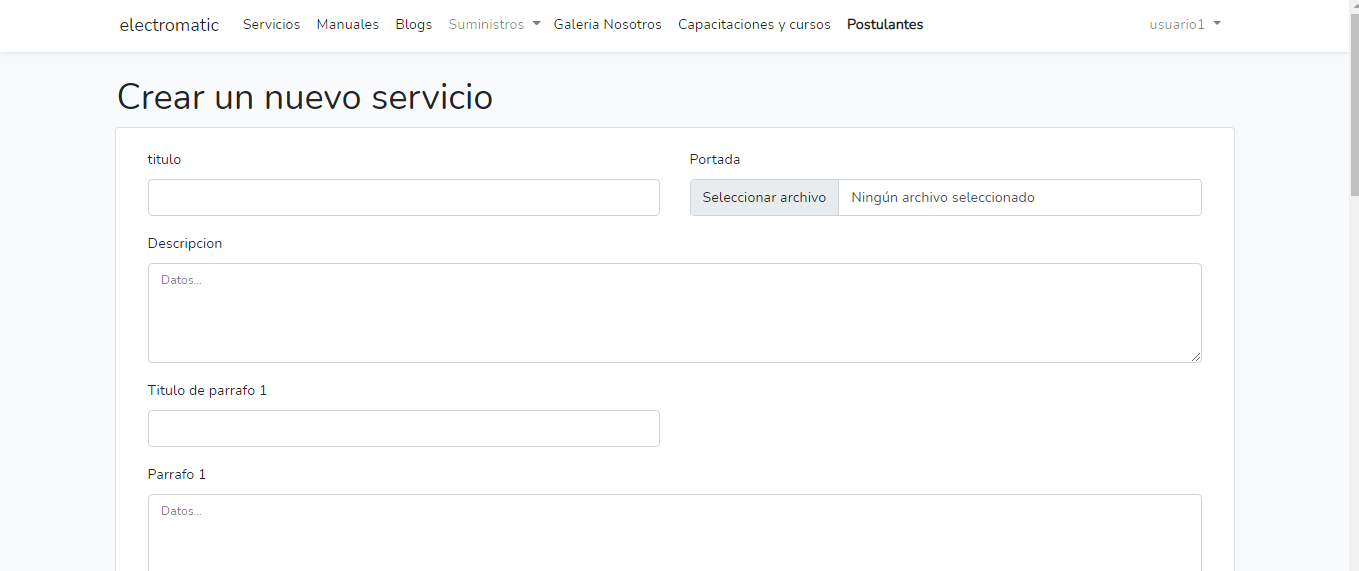 electromatic Servicios Manuales Blogs Suministros Galeria Nosotros Capacitaciones y cursos Postulantes usuario1
Crear un nuevo servicio
titulo Portada
Seleccionar archivo Ningún archivo seleccionado
Descripcion
Datos...
Titulo de parrafo 1
Parrafo 1
Datos...